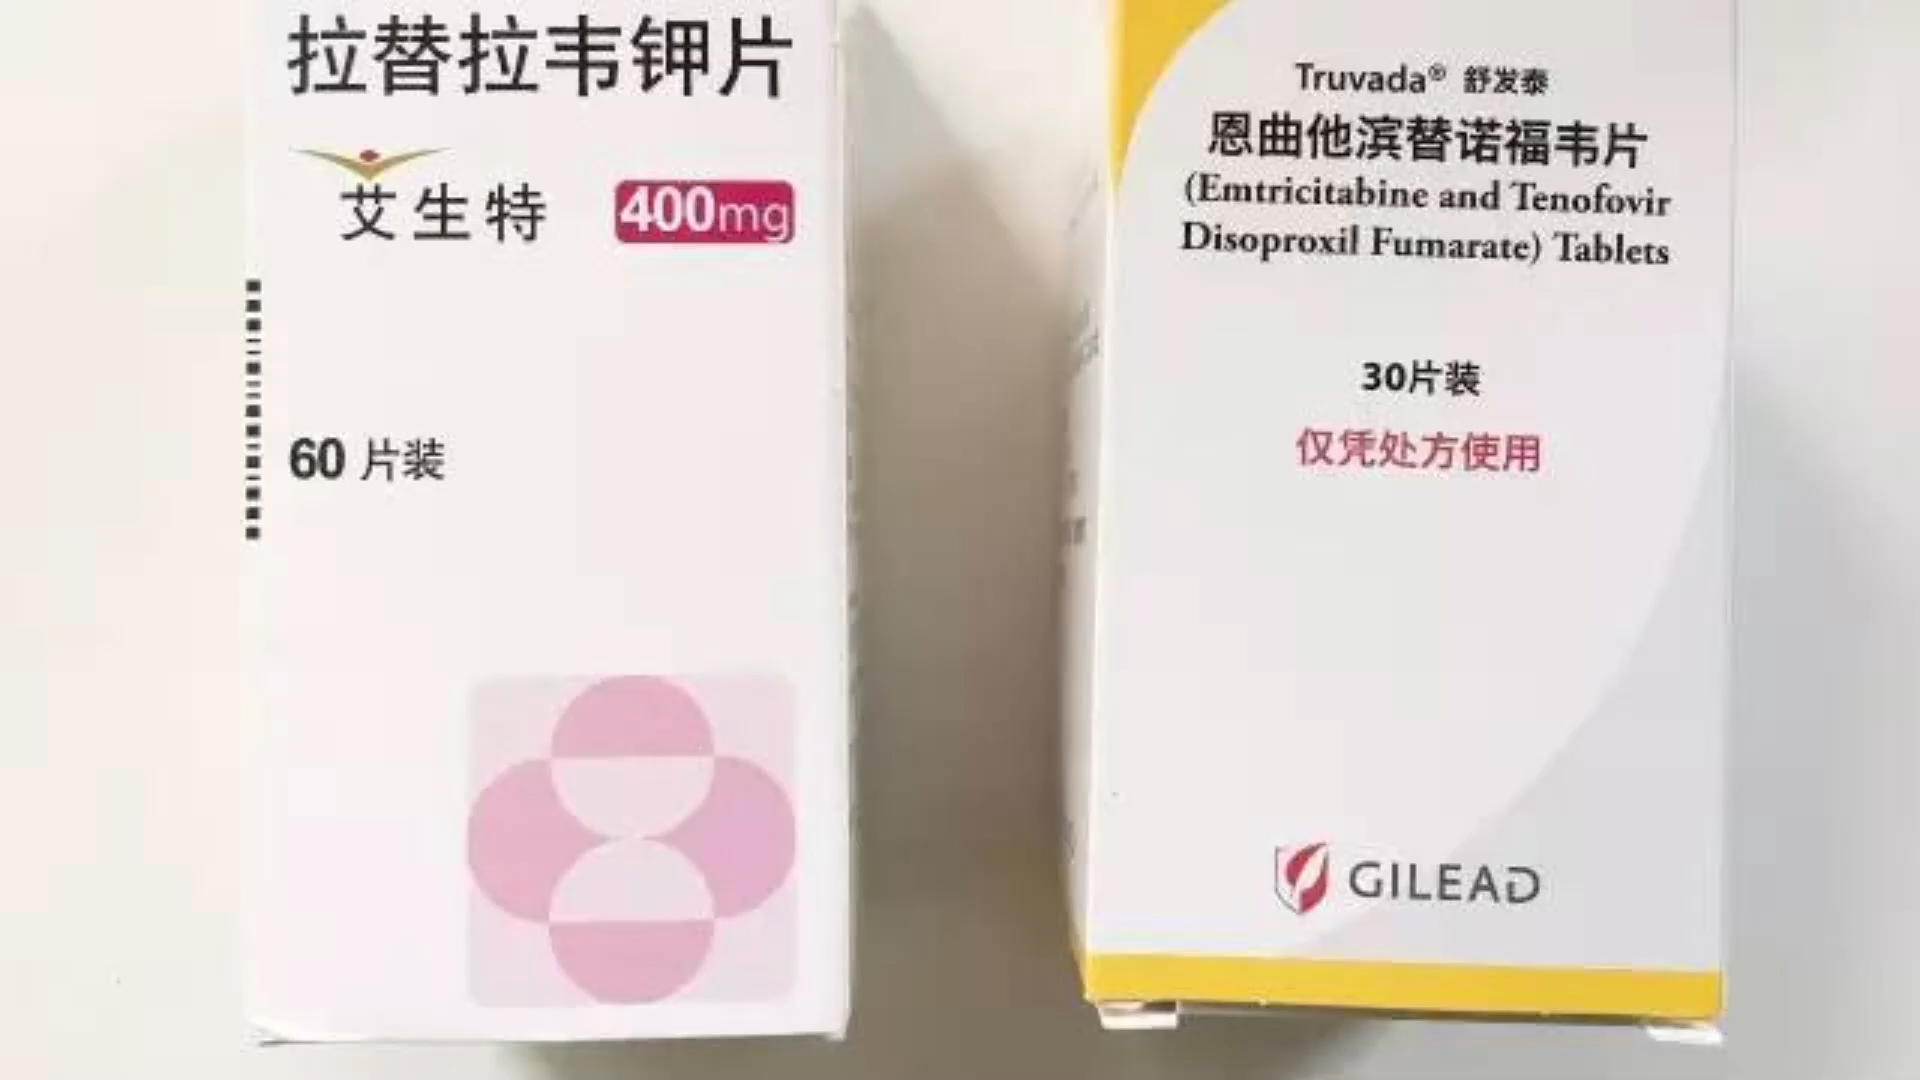 拉替拉韦钾片
艾生特 400mg
60 片装
Truvada® 舒发泰
恩曲他滨替诺福韦片
(Emtricitabine and Tenofovir
Disoproxil Fumarate) Tablets
30片装
仅凭处方使用
GILEAD